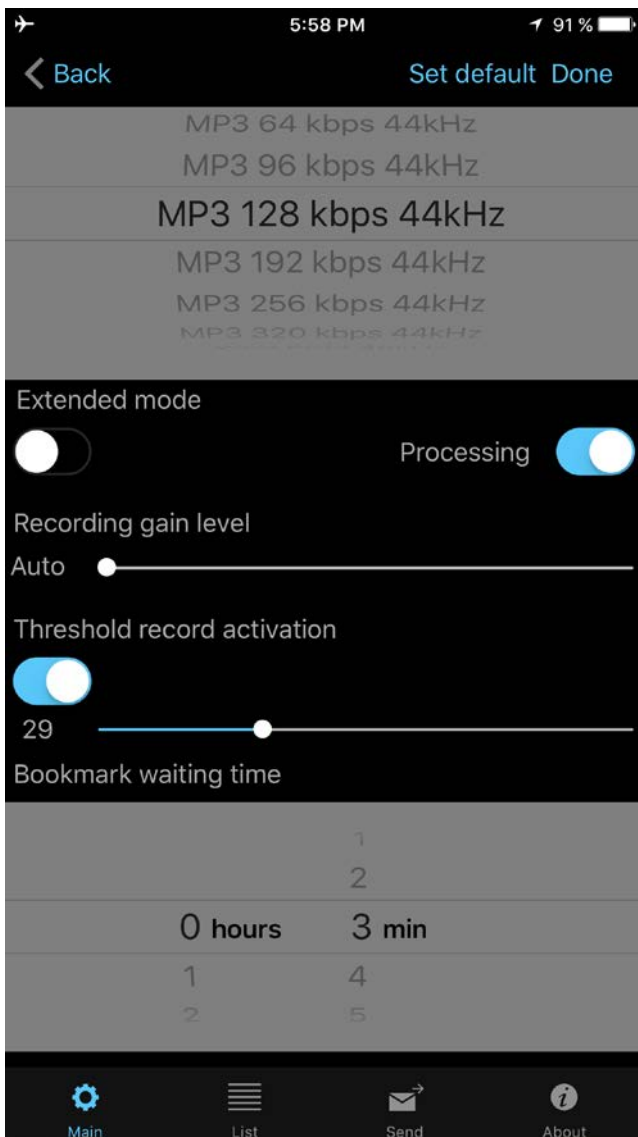 5:58 PM 91 %
Back Set default Done
MP3 64 kbps 44kHz
MP3 96 kbps 44kHz
MP3 128 kbps 44kHz
MP3 192 kbps 44kHz
MP3 256 kbps 44kHz
MP3 320 kbps 44kHz
Extended mode
Processing
Recording gain level
Auto
Threshold record activation
29
Bookmark waiting time
1
2
0 hours 3 min
1 4
2 5
Main List Send About